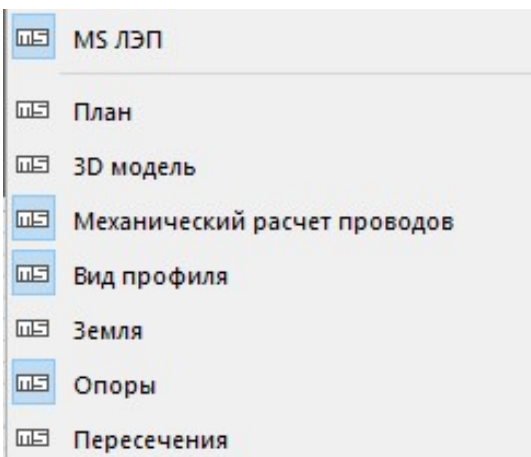 MS ЛЭП
План
3D модель
Механический расчет проводов
Вид профиля
Земля
Опоры
Пересечения